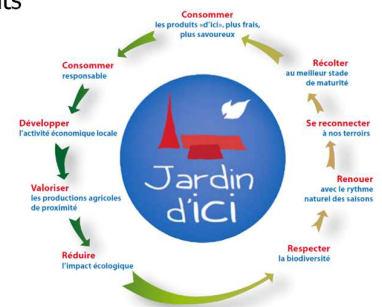 Consommer
les produits «d'ici», plus frais,
plus savoureux
Consommer
responsable
Développer
l'activité économique locale
Valoriser
les productions agricoles
de proximité
Réduire
l'impact écologique
Respecter
la biodiversité
Renouer
avec le rythme
naturel des saisons
Se reconnecter
à nos terroirs
Récolter
au meilleur stade
de maturité
Jardin
d'ici